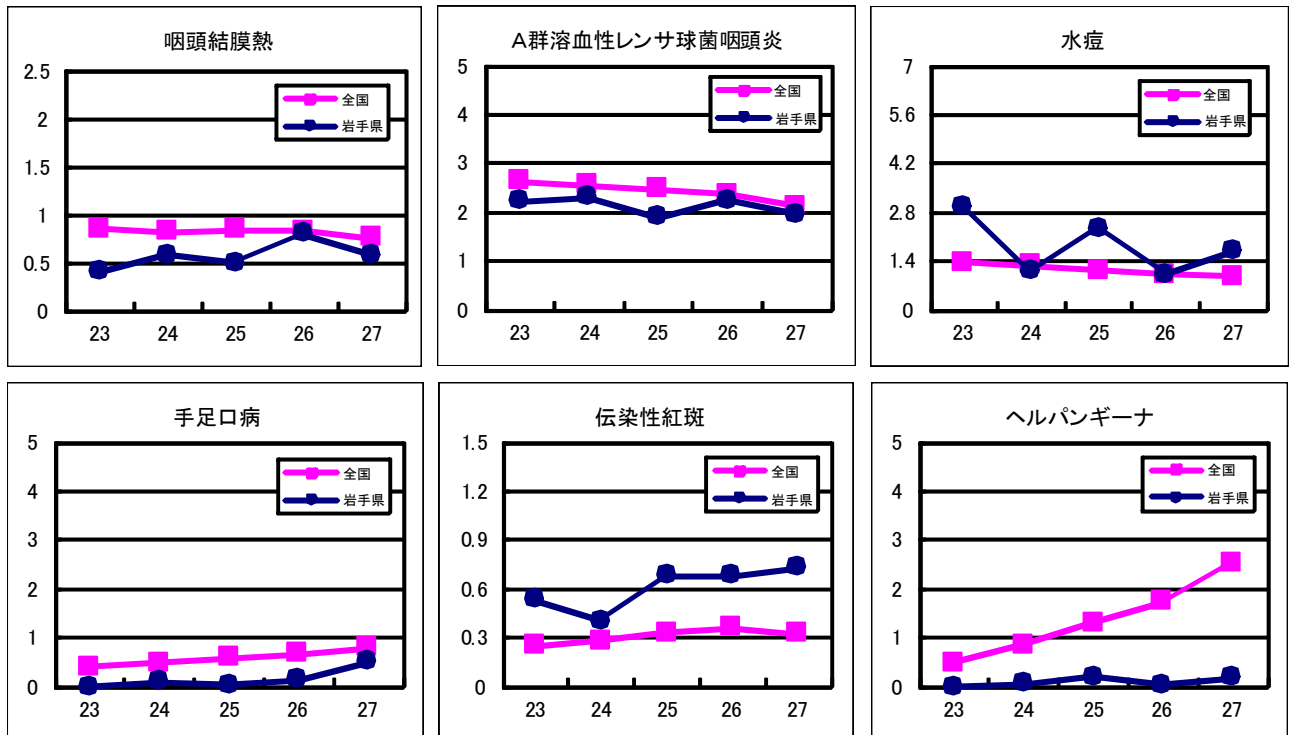 咽頭結膜熱
2.5
2
1.5
1
0.5
0
全国
岩手県
23 24 25 26 27
A群溶血性レンサ球菌咽頭炎
5
4
3
2
1
0
全国
岩手県
23 24 25 26 27
水痘
7
5.6
4.2
2.8
1.4
0
全国
岩手県
23 24 25 26 27
手足口病
5
4
3
2
1
0
全国
岩手県
23 24 25 26 27
伝染性紅斑
1.5
1.2
0.9
0.6
0.3
0
全国
岩手県
23 24 25 26 27
ヘルパンギーナ
5
4
3
2
1
0
全国
岩手県
23 24 25 26 27